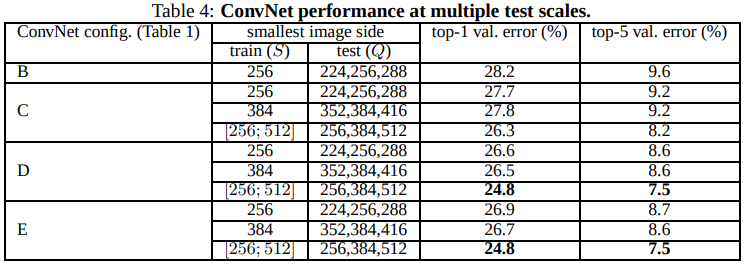 Table 4: ConvNet performance at multiple test scales.
ConvNet config. (Table 1) smallest image side top-1 val. error (%) top-5 val. error (%)
train (S) test (Q)
B 256 224,256,288 28.2 9.6
256 224,256,288 27.7 9.2
C 384 352,384,416 27.8 9.2
[256; 512] 256,384,512 26.3 8.2
256 224,256,288 26.6 8.6
D 384 352,384,416 26.5 8.6
[256; 512] 256,384,512 24.8 7.5
256 224,256,288 26.9 8.7
E 384 352,384,416 26.7 8.6
[256; 512] 256,384,512 24.8 7.5